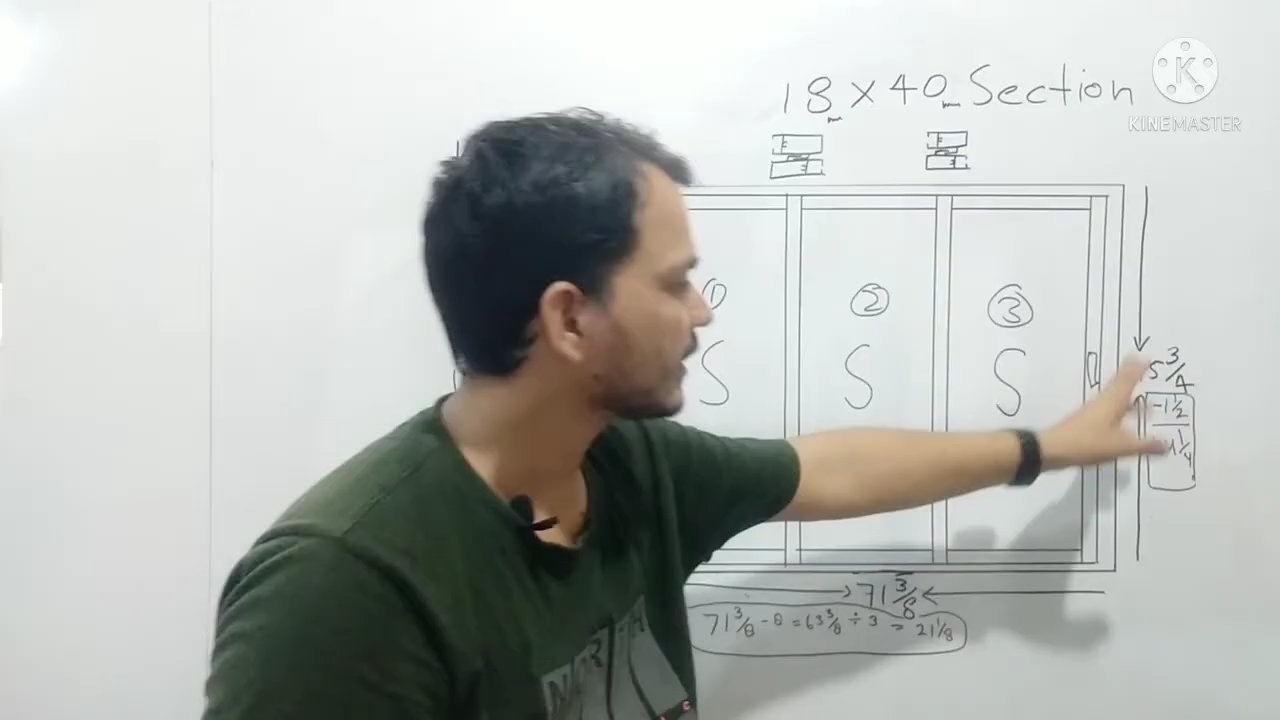 18 x 40 Section
KINEMASTER
① ② ③
S S S
5 3/4
-1 1/2
1/4
71 3/8
71 3/8 - 8 = 63 3/8 ÷ 3 = 21 1/8